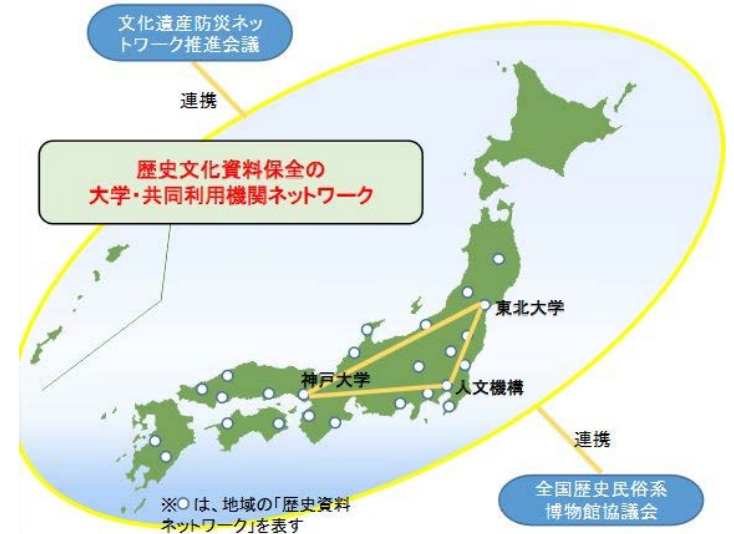 文化遺産防災ネッ
トワーク推進会議
連携
歴史文化資料保全の
大学・共同利用機関ネットワーク
東北大学
神戸大学
人文機構
連携
全国歴史民俗系
博物館協議会
※○は、地域の「歴史資料
ネットワーク」を表す